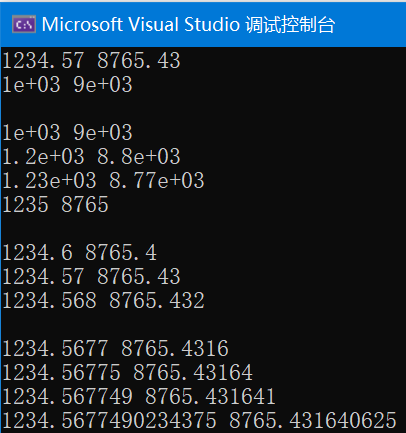 Microsoft Visual Studio 调试控制台
1234.57 8765.43
1e+03 9e+03
1e+03 9e+03
1.2e+03 8.8e+03
1.23e+03 8.77e+03
1235 8765
1234.6 8765.4
1234.57 8765.43
1234.568 8765.432
1234.5677 8765.4316
1234.56775 8765.43164
1234.567749 8765.431641
1234.5677490234375 8765.431640625